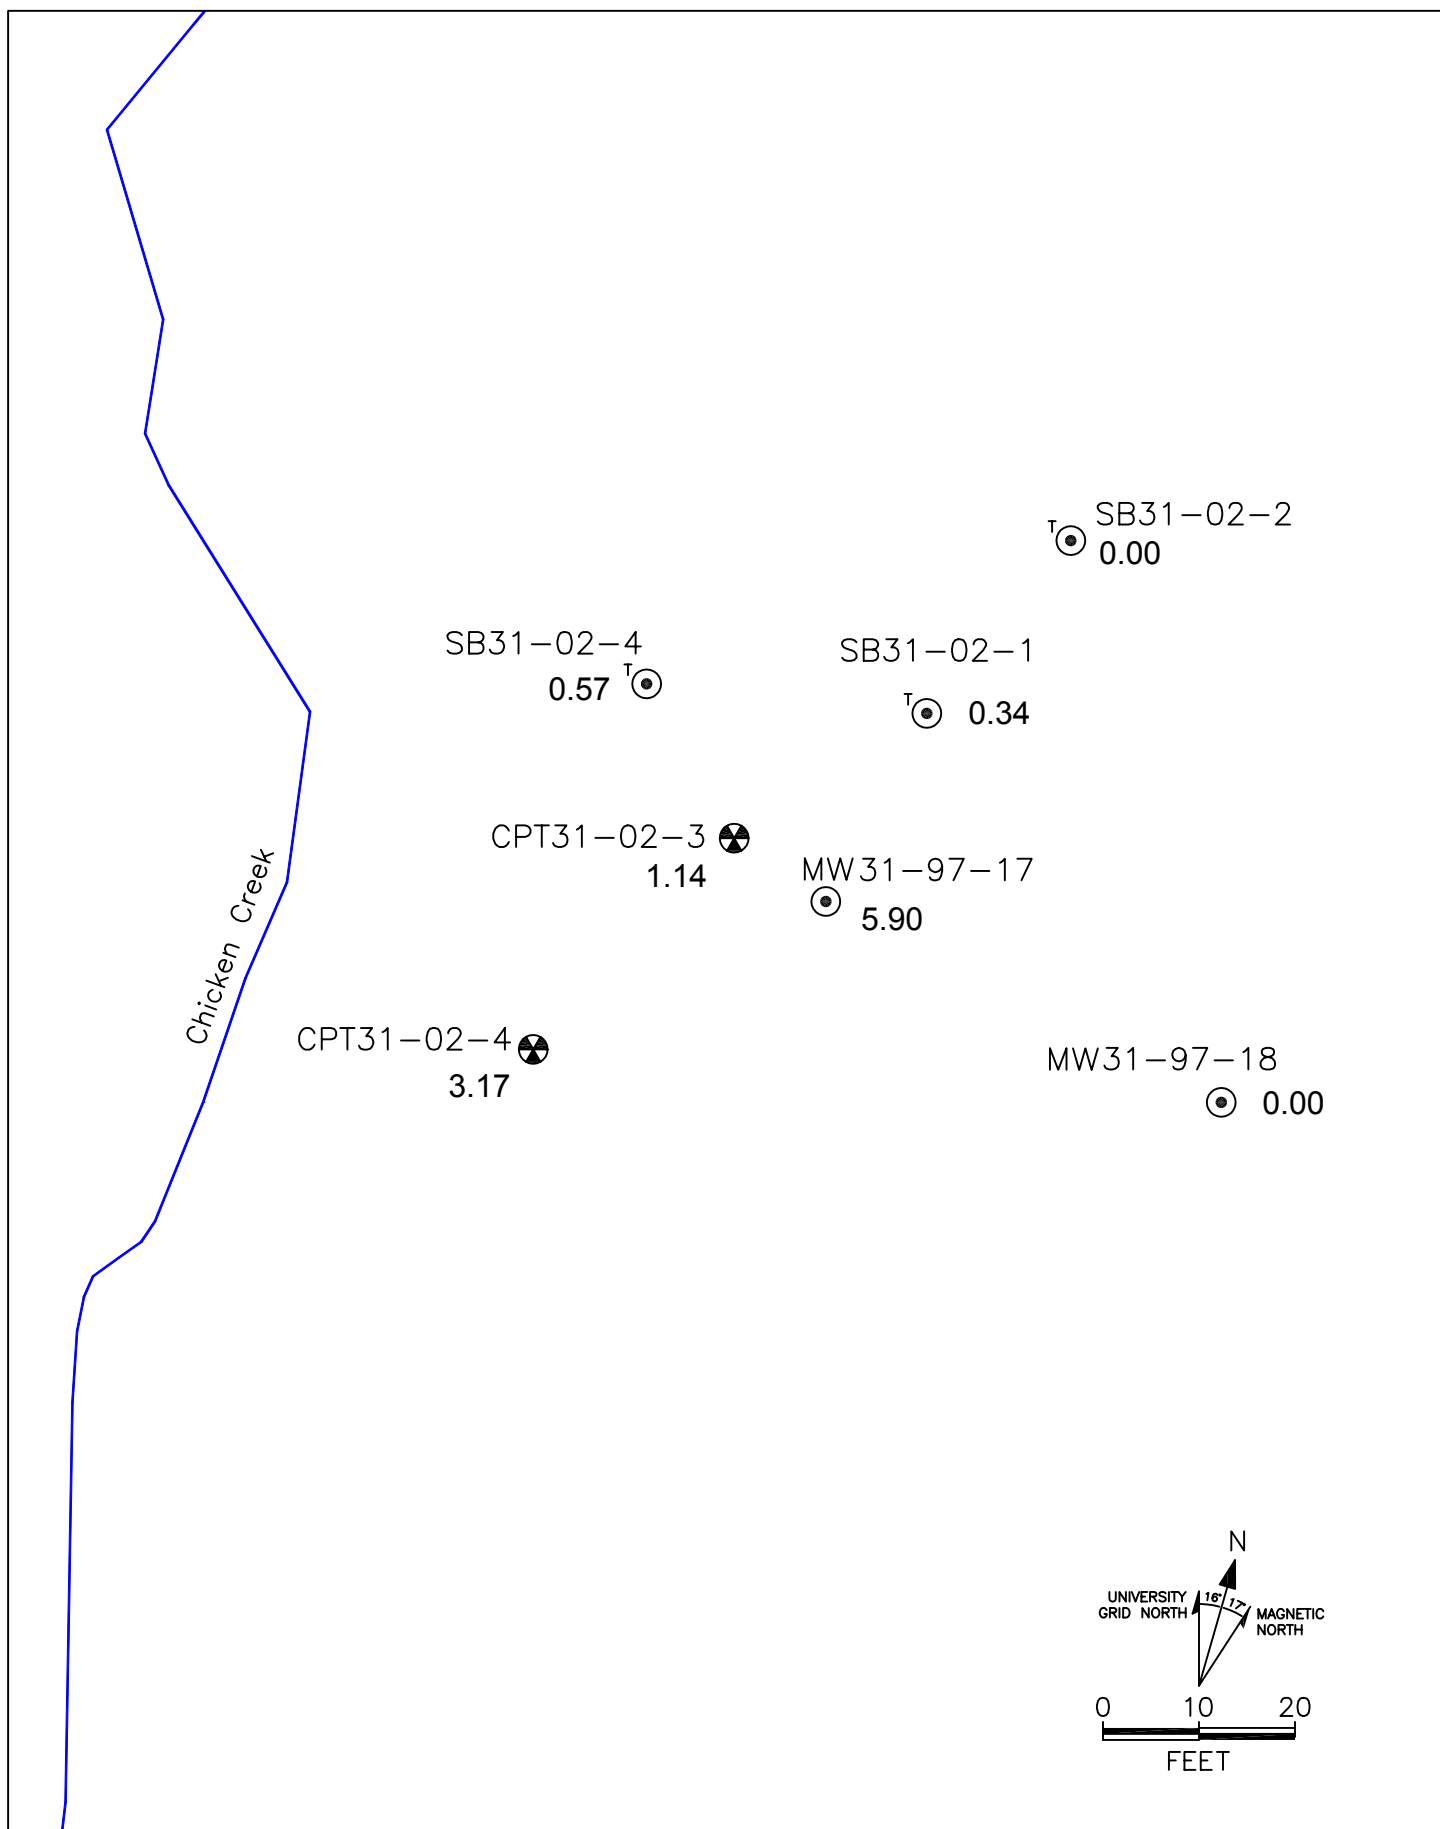 SB31-02-2
T
0.00
SB31-02-4
T
0.57
SB31-02-1
T
0.34
CPT31-02-3
1.14
MW31-97-17
5.90
Chicken Creek
CPT31-02-4
3.17
MW31-97-18
0.00
N
UNIVERSITY
GRID NORTH
16° 17°
MAGNETIC
NORTH
0 10 20
FEET